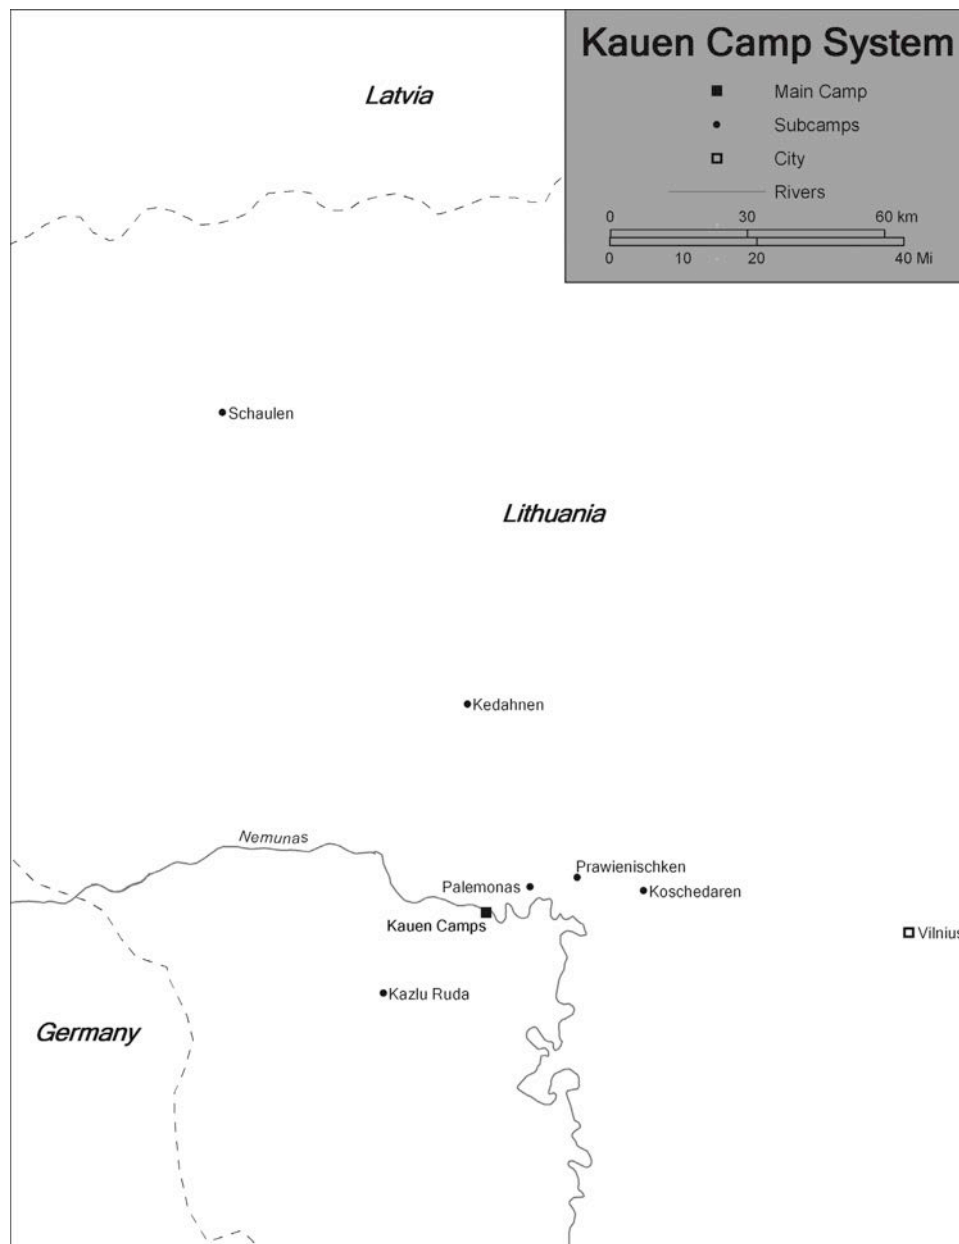 Kauen Camp System
Main Camp
Subcamps
City
Rivers
0 30 60 km
0 10 20 40 Mi
Latvia
Schaulen
Lithuania
Kedahnen
Nemunas
Prawienischken
Palemonas
Koschedaren
Kauen Camps
Vilnius
Kazlu Ruda
Germany